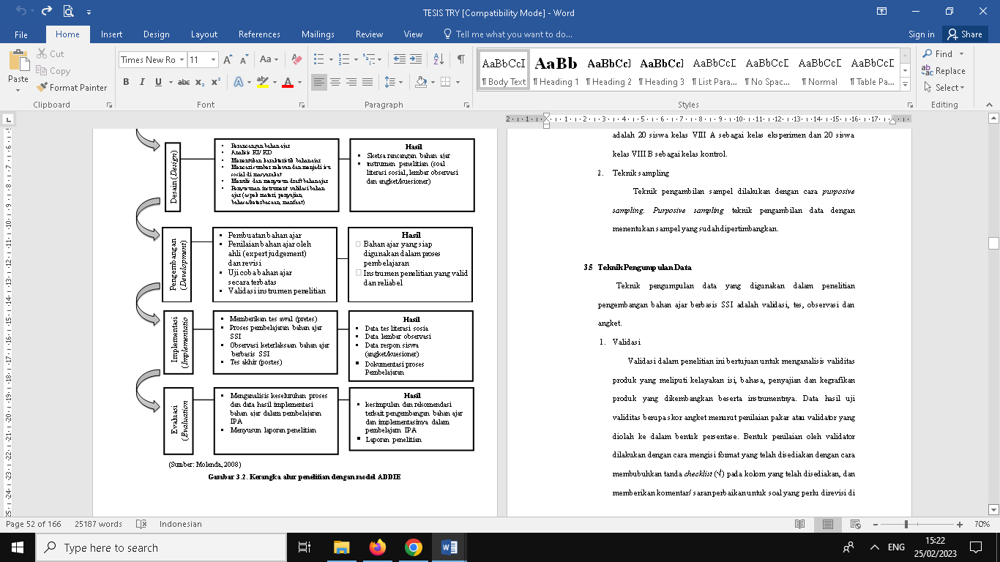 TESIS TRY [Compatibility Mode] - Word
File Home Insert Design Layout References Mailings Review View Tell me what you want to do... Sign in Share
Paste
Cut
Copy
Format Painter
Clipboard
Times New Ro 11
Font
Paragraph
AaBbCcI AaBb AaBbCc AaBbCc AaBbCcI AaBbCcI AaBbCcI AaBbCcI
¶ Body Text ¶ Heading 1 ¶ Heading 2 ¶ Heading 3 ¶ List Para... ¶ No Spac... ¶ Normal ¶ Table Pa...
Styles
Find
Replace
Select
Editing
Desain (Design)
Perancangan bahan ajar
Analisis KI/ KD
Menentukan karakteristik bahan ajar
Mencari sumber relevan dan menjadi isu
sosial di masyarakat
Menulis dan menyusun draft bahan ajar
Penyusunan instrument validasi bahan
ajar (aspek materi, penyajian,
bahasa/keterbacaan, manfaat)
Hasil
Sketsa rancangan bahan ajar
instrumen penelitian (soal
literasi sosial, lembar observasi
dan angket/kuesioner)
Pengembangan
(Development)
Pembuatan bahan ajar
Penilaian bahan ajar oleh
ahli (expert judgement)
dan revisi
Uji coba bahan ajar
secara terbatas
Validasi instrumen penelitian
Hasil
Bahan ajar yang siap
digunakan dalam proses
pembelajaran
Instrumen penelitian yang valid
dan reliabel
Implementasi
(Implementatio
Memberikan tes awal (pretes)
Proses pembelajaran bahan ajar
SSI
Observasi keterlaksaan bahan ajar
berbasis SSI
Tes akhir (postes)
Hasil
Data tes literasi sosia
Data lembar observasi
Data respon siswa
(angket/kuesioner)
Dokumentasi proses
Pembelajaran
Evaluasi
(Evaluation
Menganalisis keseluruhan proses
dan data hasil implementasi
bahan ajar dalam pembelajaran
IPA
Menyusun laporan penelitian
Hasil
kesimpulan dan rekomendasi
terkait pengembangan bahan ajar
dan implementasinya dalam
pembelajarn IPA
Laporan penelitian
(Sumber: Molenda, 2008)
Gambar 3.2. Kerangka alur penelitian dengan model ADDIE
adalah 20 siswa kelas VIII A sebagai kelas eksperimen dan 20 siswa
kelas VIII B sebagai kelas kontrol.
2. Teknik sampling
Teknik pengambilan sampel dilakukan dengan cara purposive
sampling. Purposive sampling teknik pengambilan data dengan
menentukan sampel yang sudah dipertimbangkan.
3.5 Teknik Pengumpulan Data
Teknik pengumpulan data yang digunakan dalam penelitian
pengembangan bahan ajar berbasis SSI adalah validasi, tes, observasi dan
angket.
1. Validasi
Validasi dalam penelitian ini bertujuan untuk menganalisis validitas
produk yang meliputi kelayakan isi, bahasa, penyajian dan kegrafikan
produk yang dikembangkan beserta instrumentnya. Data hasil uji
validitas berupa skor angket menurut penilaian pakar atau validator yang
diolah ke dalam bentuk persentase. Bentuk penilaian oleh validator
dilakukan dengan cara mengisi format yang telah disediakan dengan cara
membubuhkan tanda checklist (√) pada kolom yang telah disediakan, dan
memberikan komentar/ saran perbaikan untuk soal yang perlu direvisi di
Page 52 of 166 25187 words Indonesian 70%
Type here to search
ENG
15:22
25/02/2023